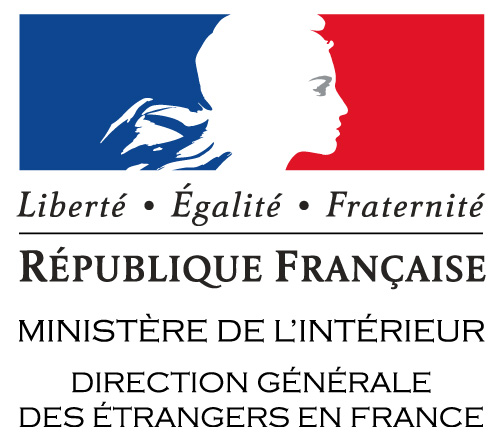 Liberté • Égalité • Fraternité
RÉPUBLIQUE FRANÇAISE
MINISTÈRE DE L'INTÉRIEUR
DIRECTION GÉNÉRALE
DES ÉTRANGERS EN FRANCE